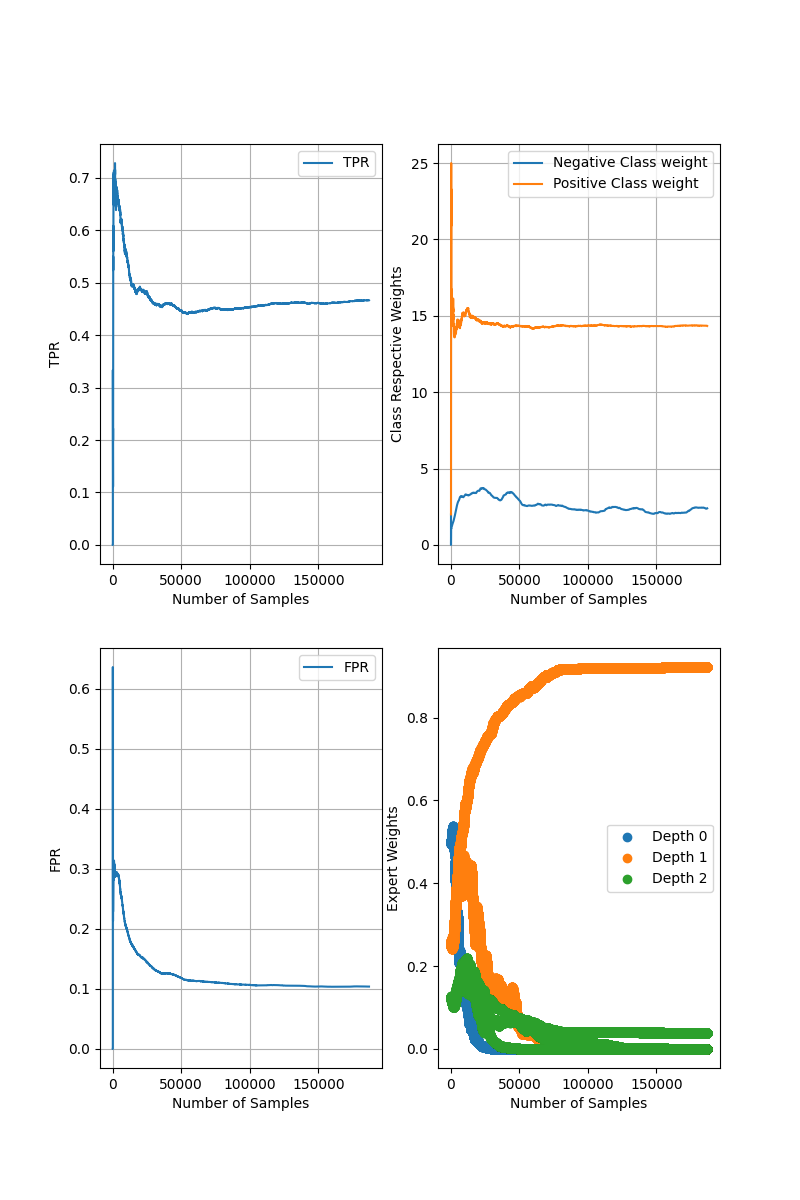 TPR
0.7
0.6
0.5
0.4
0.3
0.2
0.1
0.0
TPR
0 50000 100000 150000
Number of Samples
Negative Class weight
Positive Class weight
25
20
15
10
5
0
Class Respective Weights
0 50000 100000 150000
Number of Samples
FPR
0.6
0.5
0.4
0.3
0.2
0.1
0.0
FPR
0 50000 100000 150000
Number of Samples
Depth 0
Depth 1
Depth 2
0.8
0.6
0.4
0.2
0.0
Expert Weights
0 50000 100000 150000
Number of Samples